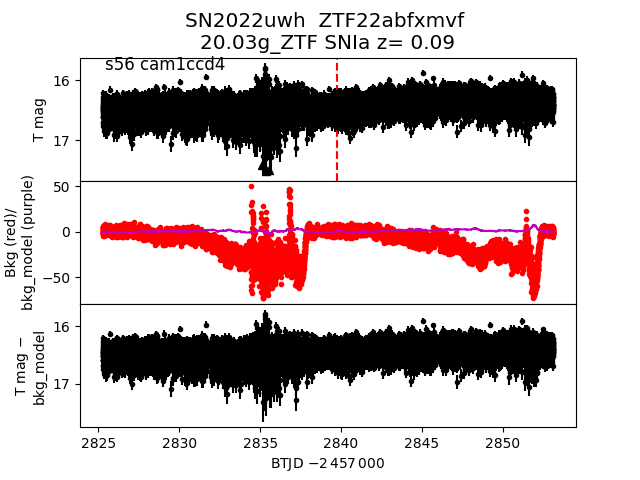 SN2022uwh  ZTF22abfxmvf
20.03g_ZTF SNIa z= 0.09
s56 cam1ccd4
16
17
T mag
50
0
−50
Bkg (red)/
bkg_model (purple)
16
17
T mag −
bkg_model
2825 2830 2835 2840 2845 2850
BTJD −2 457 000